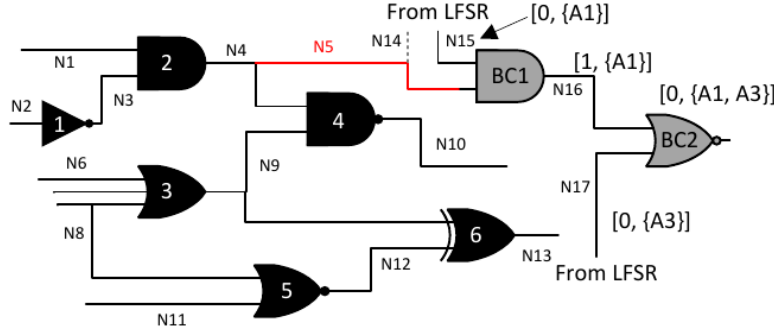 From LFSR
[0, {A1}]
N5
N14
N15
N4
N1
2
BC1
[1, {A1}]
N16
N2
N3
1
4
[0, {A1, A3}]
BC2
N10
N6
N9
3
N17
N8
6
[0, {A3}]
N12
N13
From LFSR
5
N11